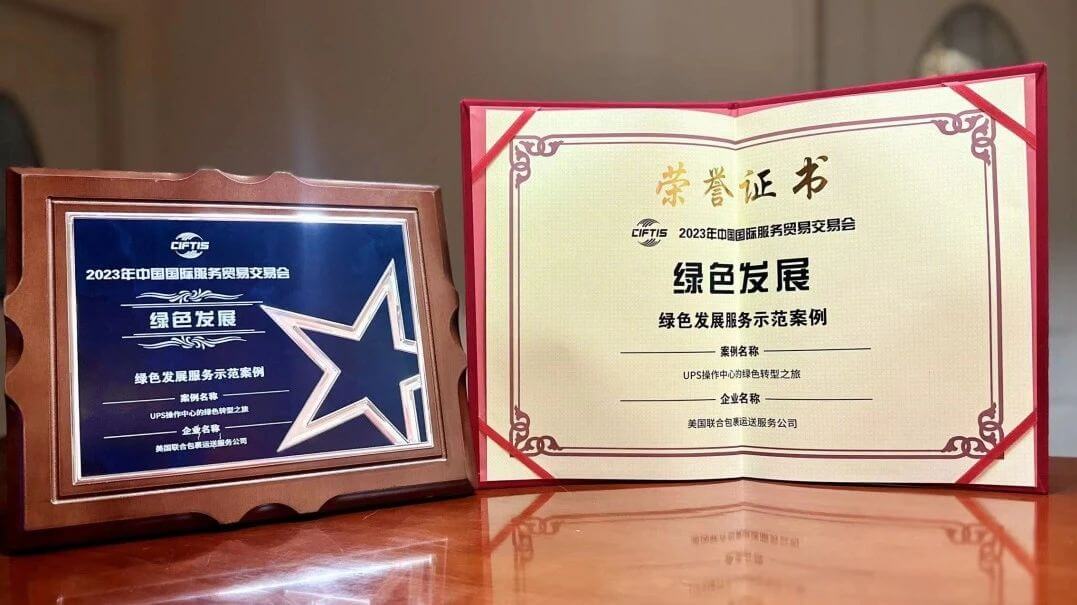 CIFTIS
2023年中国国际服务贸易交易会
绿色发展
绿色发展服务示范案例
案例名称
UPS操作中心的绿色转型之旅
企业名称
美国联合包裹运送服务公司
荣誉证书
CIFTIS 2023年中国国际服务贸易交易会
绿色发展
绿色发展服务示范案例
案例名称
UPS操作中心的绿色转型之旅
企业名称
美国联合包裹运送服务公司